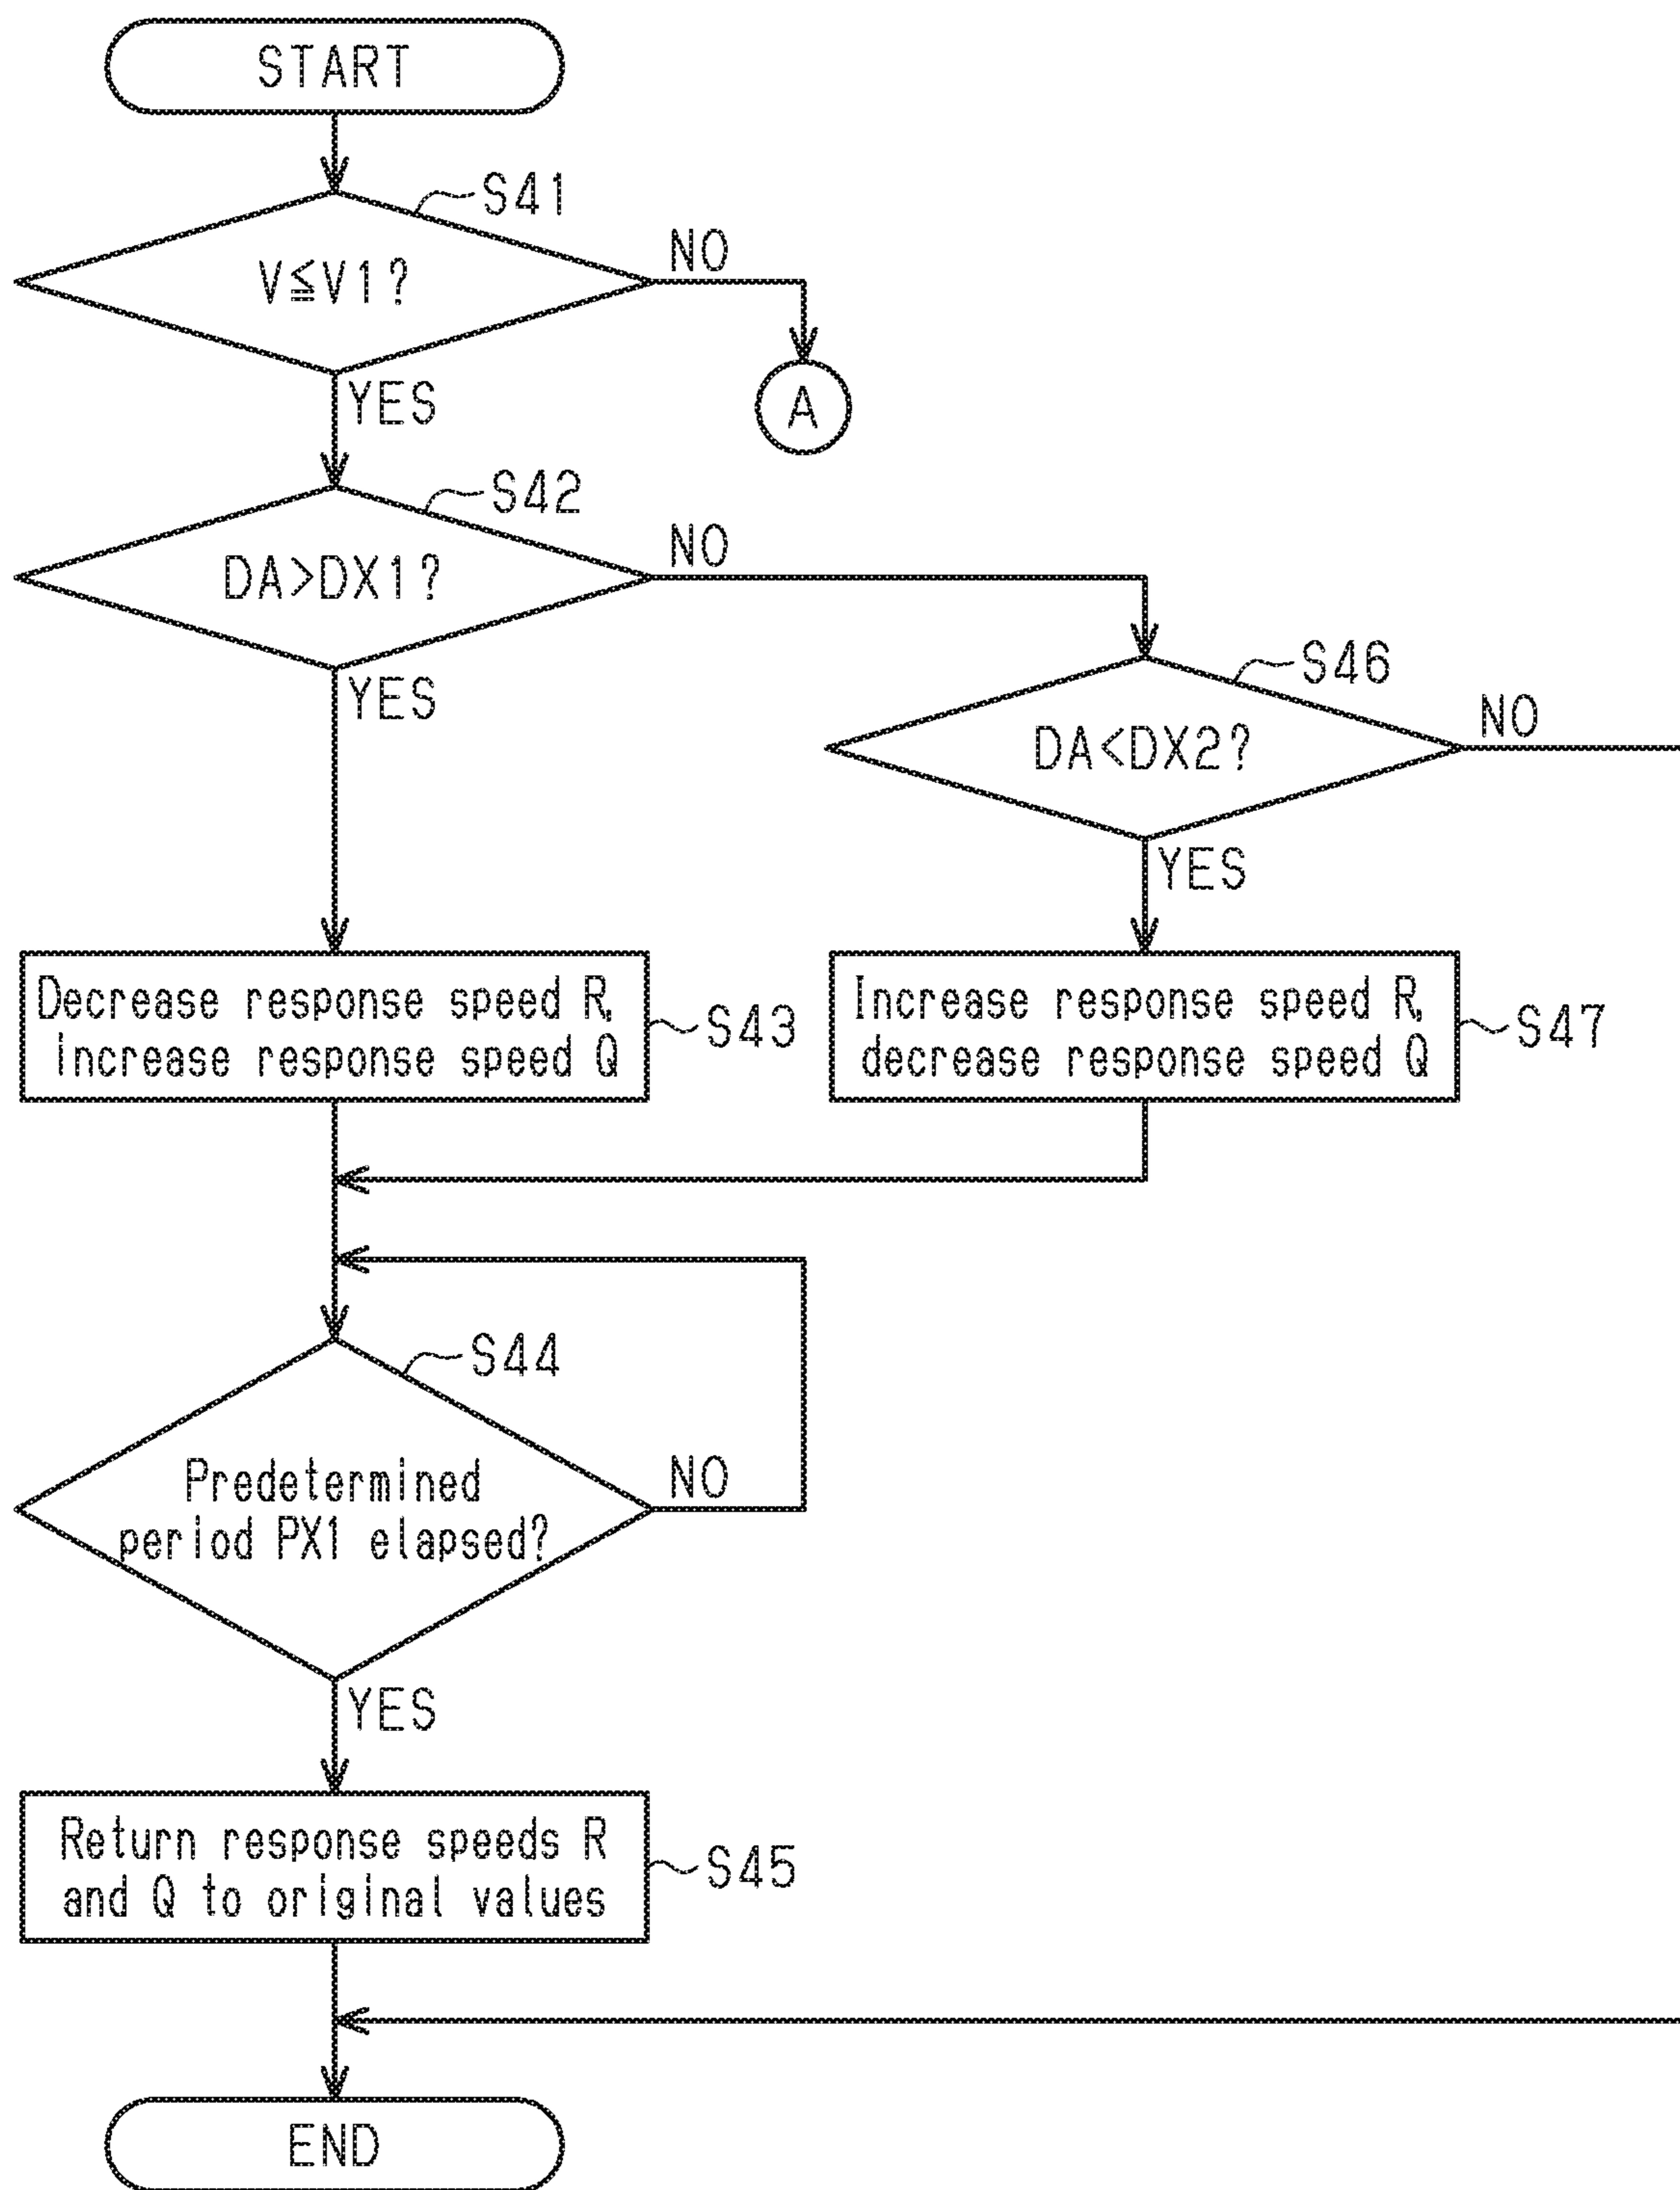 START
S41
V≦V1?
NO
YES
A
S42
DA>DX1?
NO
YES
S46
DA<DX2?
NO
YES
Decrease response speed R,
increase response speed Q
S43
Increase response speed R,
decrease response speed Q
S47
S44
Predetermined
period PX1 elapsed?
NO
YES
Return response speeds R
and Q to original values
S45
END